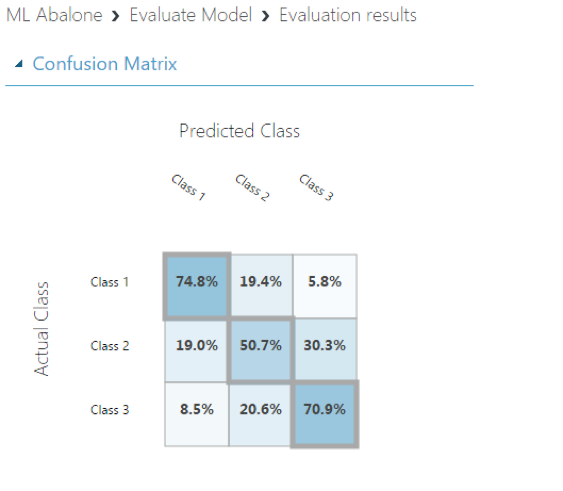 ML Abalone › Evaluate Model › Evaluation results
Confusion Matrix
Predicted Class
Class 1 Class 2 Class 3
Actual Class
Class 1 74.8% 19.4% 5.8%
Class 2 19.0% 50.7% 30.3%
Class 3 8.5% 20.6% 70.9%